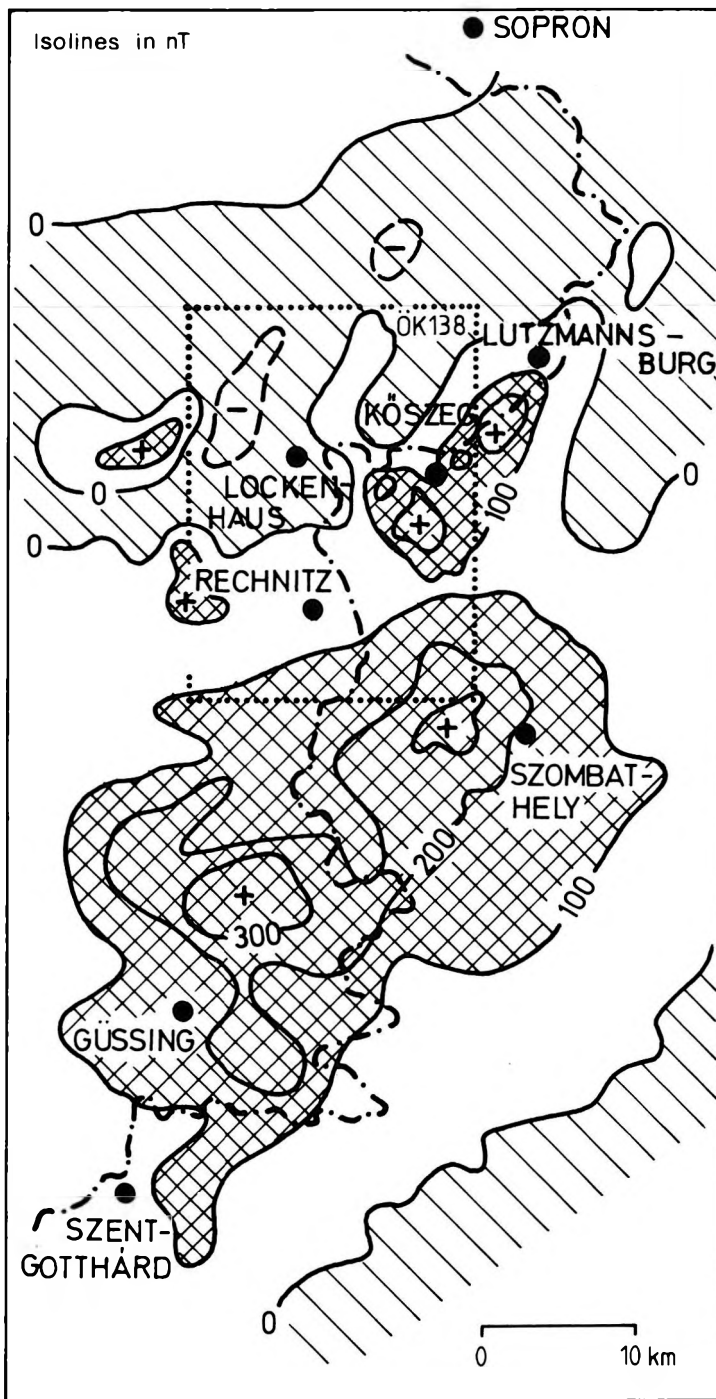 SOPRON
Isolines in nT
0
ÖK138
LUTZMANNS-
BURG
KŐSZEG
0
LOCKEN-
HAUS
0
100
0
RECHNITZ
SZOMBAT-
HELY
200
100
300
GÜSSING
SZENT-
GOTTHÁRD
0
0 10 km